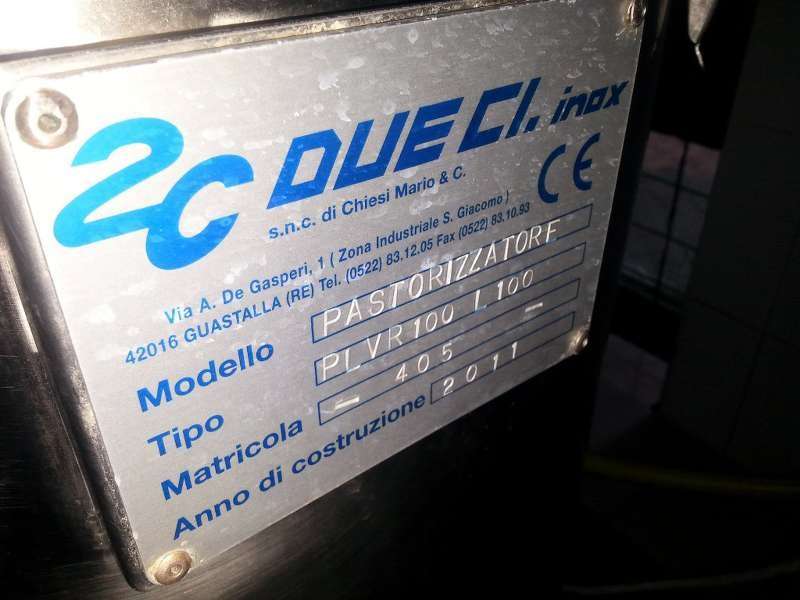 2C DUE CI. inox
s.n.c. di Chiesi Mario & C.
CE
Via A. De Gasperi, 1 ( Zona Industriale S. Giacomo )
42016 GUASTALLA (RE) Tel. (0522) 83.12.05 Fax (0522) 83.10.93
Modello PASTORIZZATORE
Tipo PLVR100 L100
Matricola - 405 -
Anno di costruzione 2011